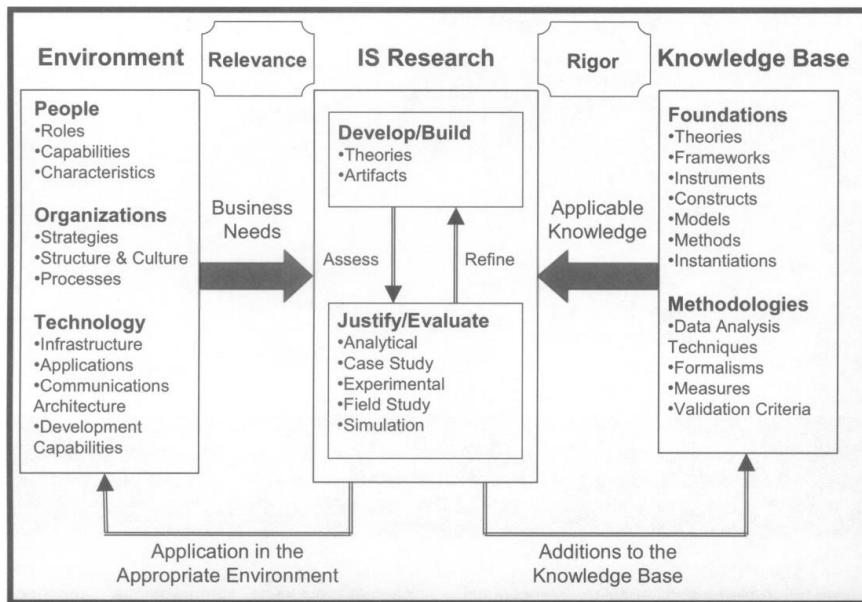 Environment
Relevance
IS Research
Rigor
Knowledge Base
People
•Roles
•Capabilities
•Characteristics
Organizations
•Strategies
•Structure & Culture
•Processes
Technology
•Infrastructure
•Applications
•Communications
Architecture
•Development
Capabilities
Business
Needs
Develop/Build
•Theories
•Artifacts
Assess
Refine
Justify/Evaluate
•Analytical
•Case Study
•Experimental
•Field Study
•Simulation
Applicable
Knowledge
Foundations
•Theories
•Frameworks
•Instruments
•Constructs
•Models
•Methods
•Instantiations
Methodologies
•Data Analysis
Techniques
•Formalisms
•Measures
•Validation Criteria
Application in the
Appropriate Environment
Additions to the
Knowledge Base